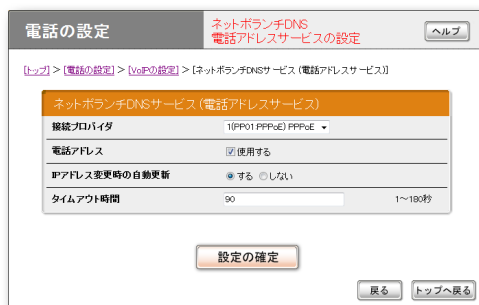 電話の設定
ネットボランチDNS
電話アドレスサービスの設定
ヘルプ
[トップ] > [電話の設定] > [VoIPの設定] > [ネットボランチDNSサービス(電話アドレスサービス)]
ネットボランチDNSサービス(電話アドレスサービス)
接続プロバイダ 1(PP01:PPPoE) PPPoE
電話アドレス 使用する
IPアドレス変更時の自動更新 する しない
タイムアウト時間 90 1～180秒
設定の確定
戻る トップへ戻る